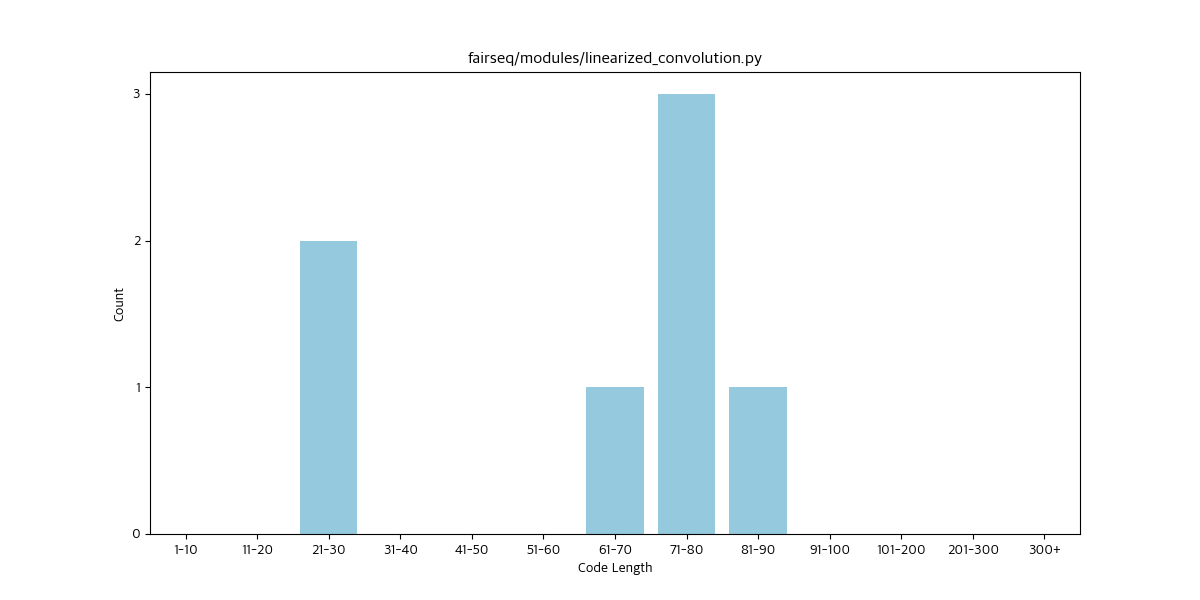 fairseq/modules/linearized_convolution.py
Count
3
2
1
0
1-10 11-20 21-30 31-40 41-50 51-60 61-70 71-80 81-90 91-100 101-200 201-300 300+
Code Length